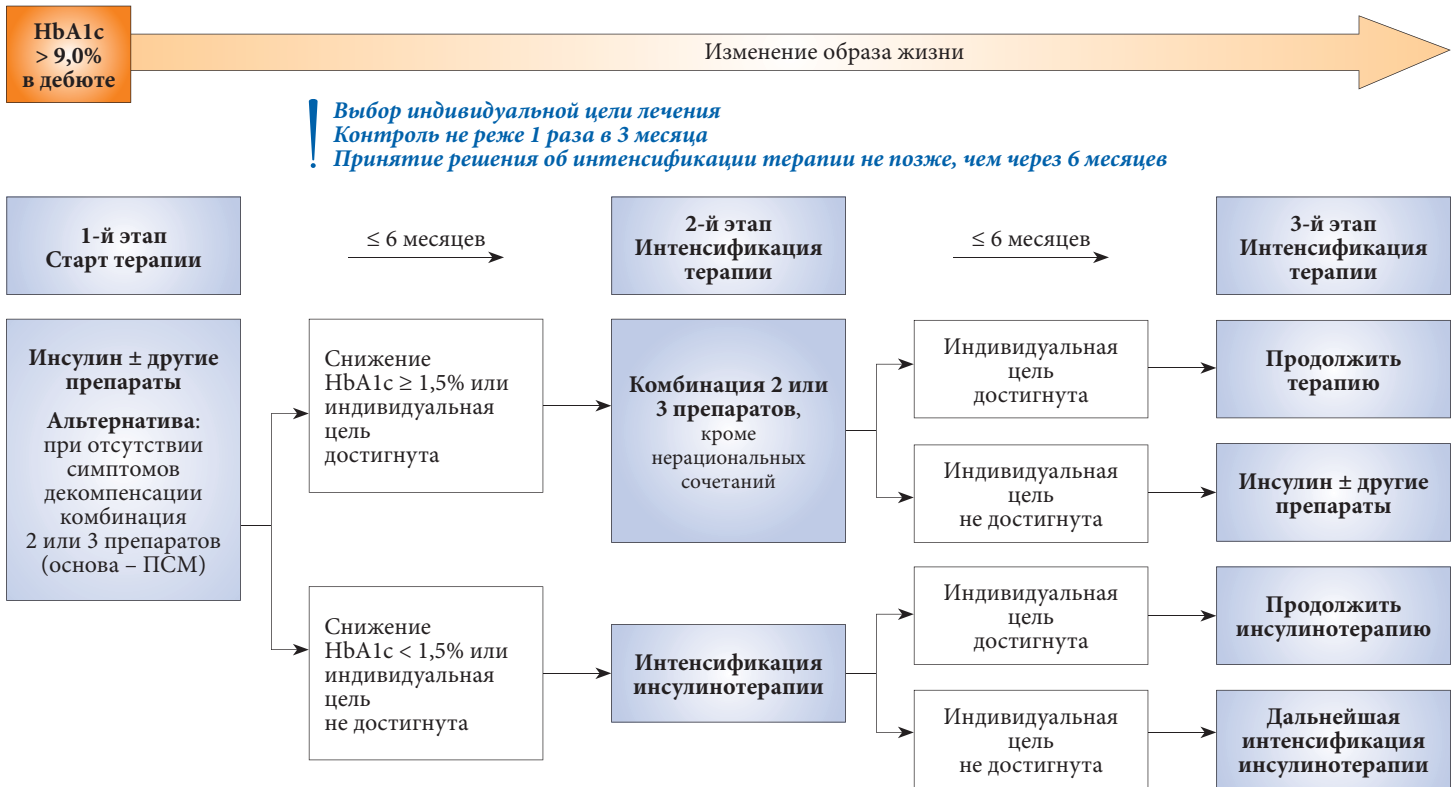 HbA1c
> 9,0%
в дебюте
Изменение образа жизни
! Выбор индивидуальной цели лечения
Контроль не реже 1 раза в 3 месяца
Принятие решения об интенсификации терапии не позже, чем через 6 месяцев
1-й этап
Старт терапии
≤ 6 месяцев
2-й этап
Интенсификация
терапии
≤ 6 месяцев
3-й этап
Интенсификация
терапии
Инсулин ± другие
препараты
Альтернатива:
при отсутствии
симптомов
декомпенсации
комбинация
2 или 3 препаратов
(основа – ПСМ)
Снижение
HbA1c ≥ 1,5% или
индивидуальная
цель
достигнута
Комбинация 2 или
3 препаратов,
кроме
нерациональных
сочетаний
Индивидуальная
цель
достигнута
Продолжить
терапию
Индивидуальная
цель
не достигнута
Инсулин ± другие
препараты
Снижение
HbA1c < 1,5% или
индивидуальная
цель
не достигнута
Интенсификация
инсулинотерапии
Индивидуальная
цель
достигнута
Продолжить
инсулинотерапию
Индивидуальная
цель
не достигнута
Дальнейшая
интенсификация
инсулинотерапии